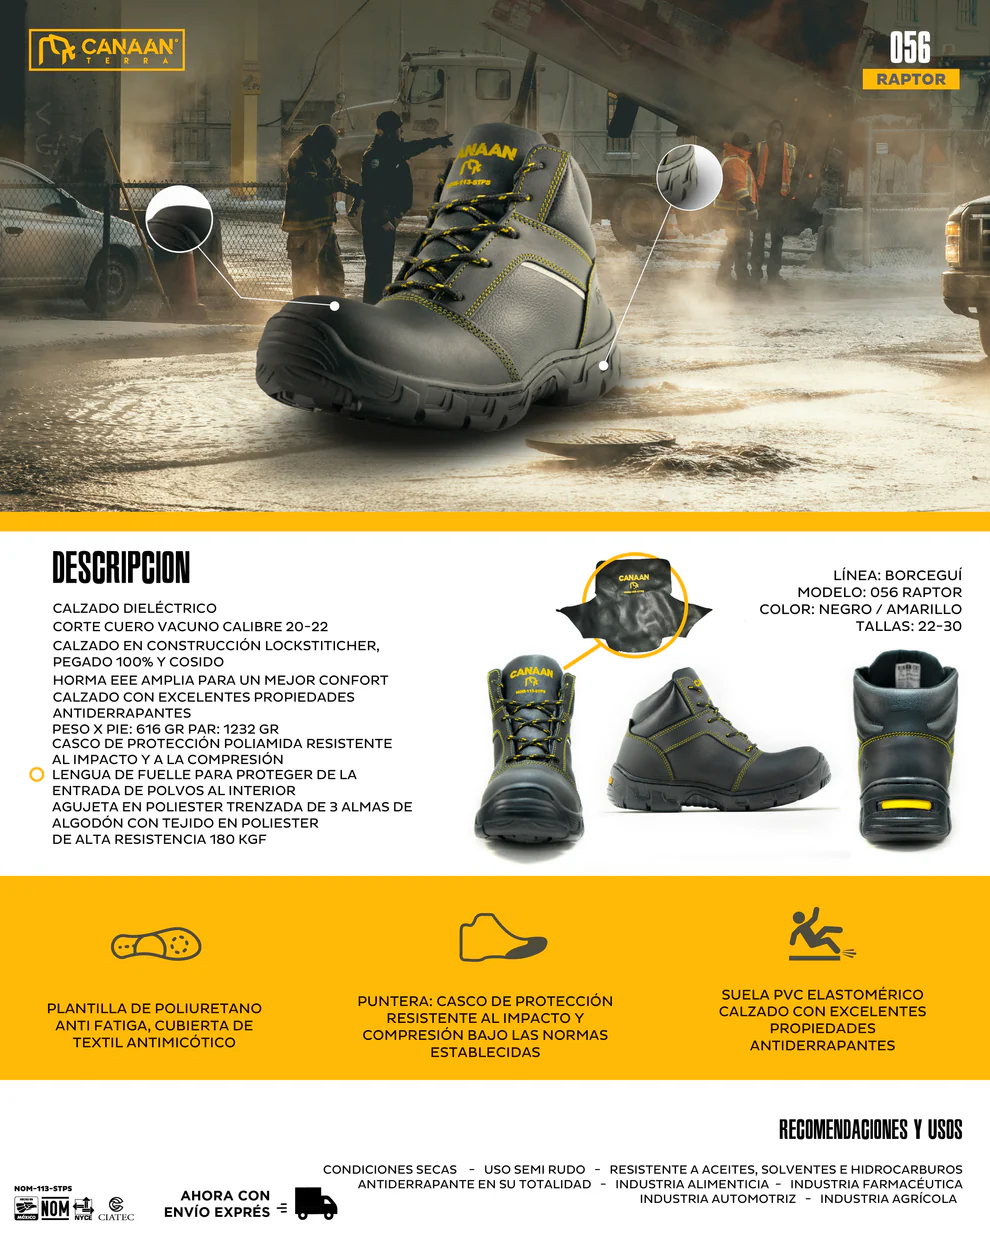 CANAAN®
TERRA
056
RAPTOR
CANAAN
NOM-113-STPS
DESCRIPCION
CALZADO DIELÉCTRICO
CORTE CUERO VACUNO CALIBRE 20-22
CALZADO EN CONSTRUCCIÓN LOCKSTITICHER,
PEGADO 100% Y COSIDO
HORMA EEE AMPLIA PARA UN MEJOR CONFORT
CALZADO CON EXCELENTES PROPIEDADES
ANTIDERRAPANTES
PESO X PIE: 616 GR PAR: 1232 GR
CASCO DE PROTECCIÓN POLIAMIDA RESISTENTE
AL IMPACTO Y A LA COMPRESIÓN
LENGUA DE FUELLE PARA PROTEGER DE LA
ENTRADA DE POLVOS AL INTERIOR
AGUJETA EN POLIESTER TRENZADA DE 3 ALMAS DE
ALGODÓN CON TEJIDO EN POLIESTER
DE ALTA RESISTENCIA 180 KGF
CANAAN
CANAAN
NOM-113-STPS
LÍNEA: BORCEGUÍ
MODELO: 056 RAPTOR
COLOR: NEGRO / AMARILLO
TALLAS: 22-30
PLANTILLA DE POLIURETANO
ANTI FATIGA, CUBIERTA DE
TEXTIL ANTIMICÓTICO
PUNTERA: CASCO DE PROTECCIÓN
RESISTENTE AL IMPACTO Y
COMPRESIÓN BAJO LAS NORMAS
ESTABLECIDAS
SUELA PVC ELASTOMÉRICO
CALZADO CON EXCELENTES
PROPIEDADES
ANTIDERRAPANTES
RECOMENDACIONES Y USOS
CONDICIONES SECAS - USO SEMI RUDO - RESISTENTE A ACEITES, SOLVENTES E HIDROCARBUROS
ANTIDERRAPANTE EN SU TOTALIDAD - INDUSTRIA ALIMENTICIA - INDUSTRIA FARMACÉUTICA
INDUSTRIA AUTOMOTRIZ - INDUSTRIA AGRÍCOLA
NOM-113-STPS
MÉXICO
NOM
NYCE
CIATEC
AHORA CON
ENVÍO EXPRÉS